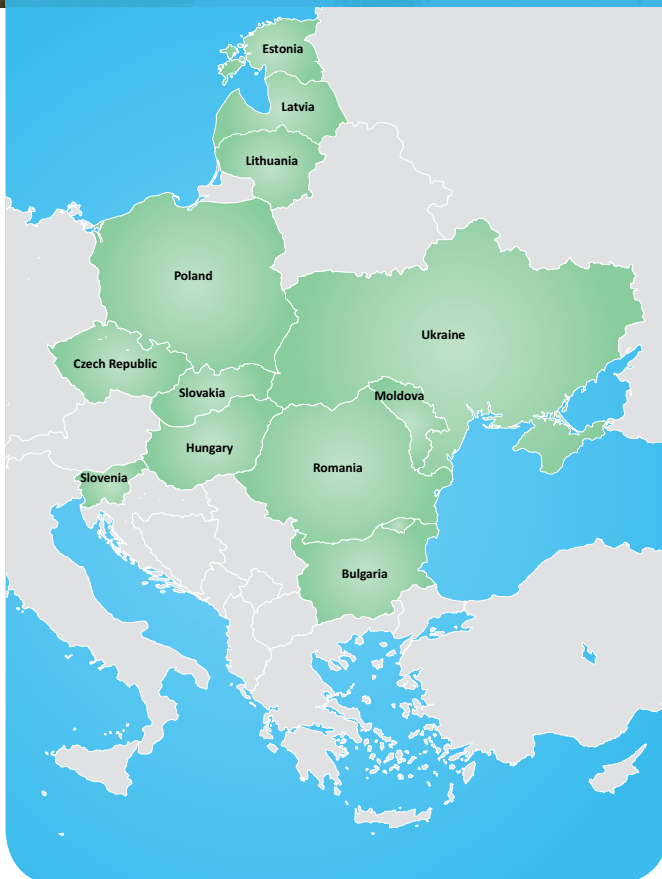 Estonia
Latvia
Lithuania
Poland
Ukraine
Czech Republic
Slovakia
Moldova
Hungary
Romania
Slovenia
Bulgaria